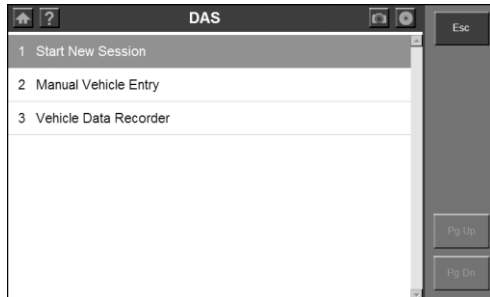 ? DAS
Esc
1 Start New Session
2 Manual Vehicle Entry
3 Vehicle Data Recorder
Pg Up
Pg Dn